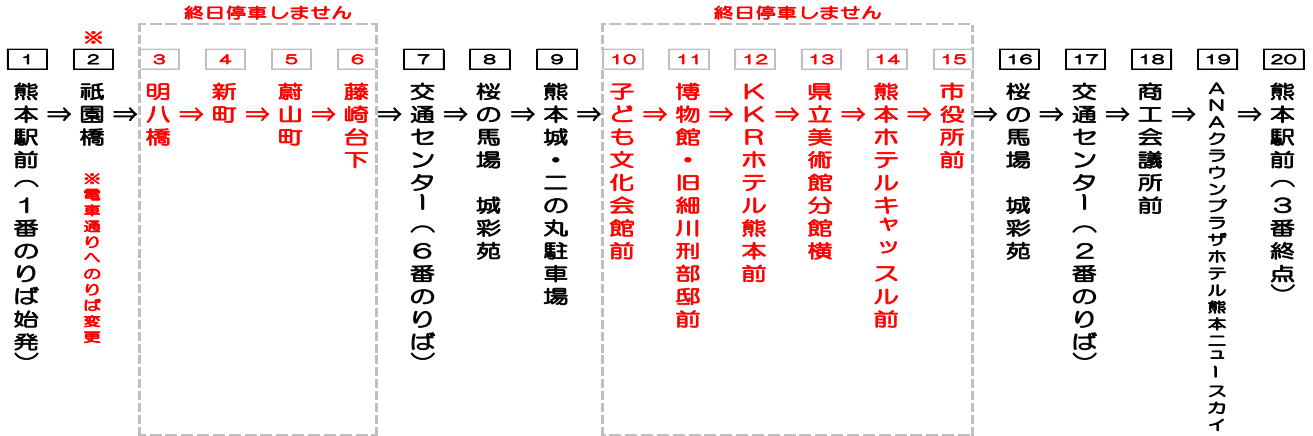 終日停車しません
終日停車しません
※
1
熊本駅前(1番のりば始発)
⇒
2
祇園橋
※電車通りへのりば変更
⇒
3
明八橋
⇒
4
新町
⇒
5
蔚山町
⇒
6
藤崎台下
⇒
7
交通センター(6番のりば)
⇒
8
桜の馬場 城彩苑
⇒
9
熊本城・二の丸駐車場
⇒
10
子ども文化会館前
⇒
11
博物館・旧細川刑部邸前
⇒
12
KKRホテル熊本前
⇒
13
県立美術館分館横
⇒
14
熊本ホテルキャッスル前
⇒
15
市役所前
⇒
16
桜の馬場 城彩苑
⇒
17
交通センター(2番のりば)
⇒
18
商工会議所前
⇒
19
ANAクラウンプラザホテル熊本ニュースカイ
⇒
20
熊本駅前(3番終点)